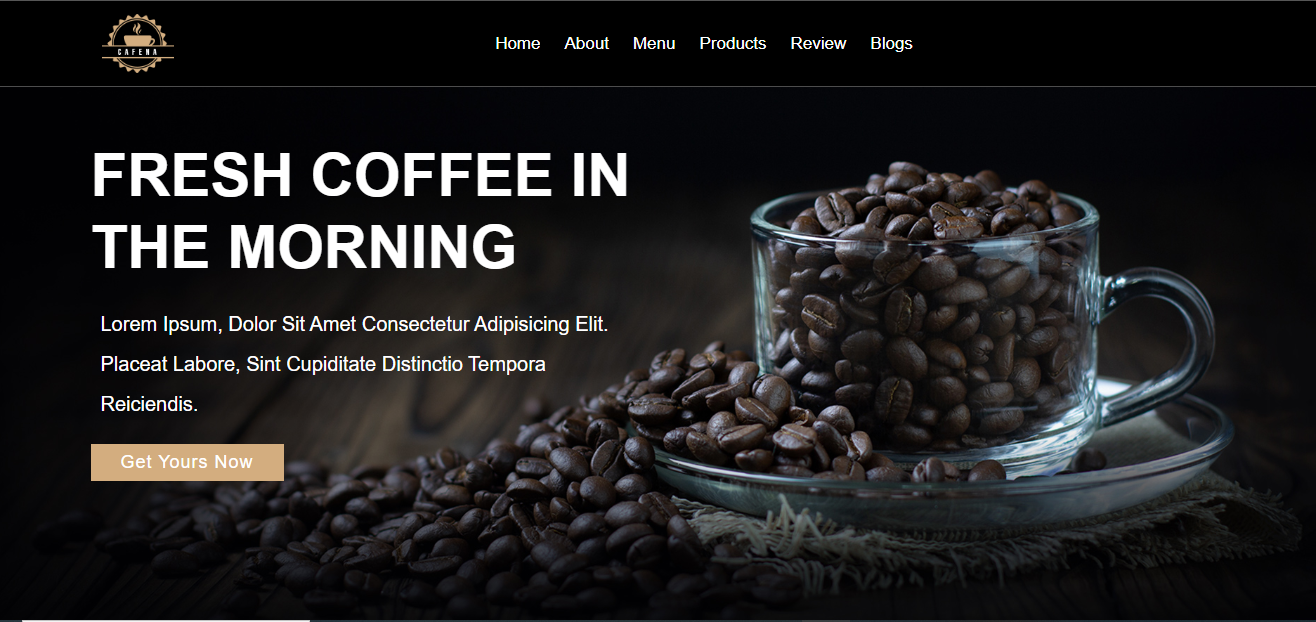 CAFENA
Home About Menu Products Review Blogs
FRESH COFFEE IN
THE MORNING
Lorem Ipsum, Dolor Sit Amet Consectetur Adipisicing Elit.
Placeat Labore, Sint Cupiditate Distinctio Tempora
Reiciendis.
Get Yours Now